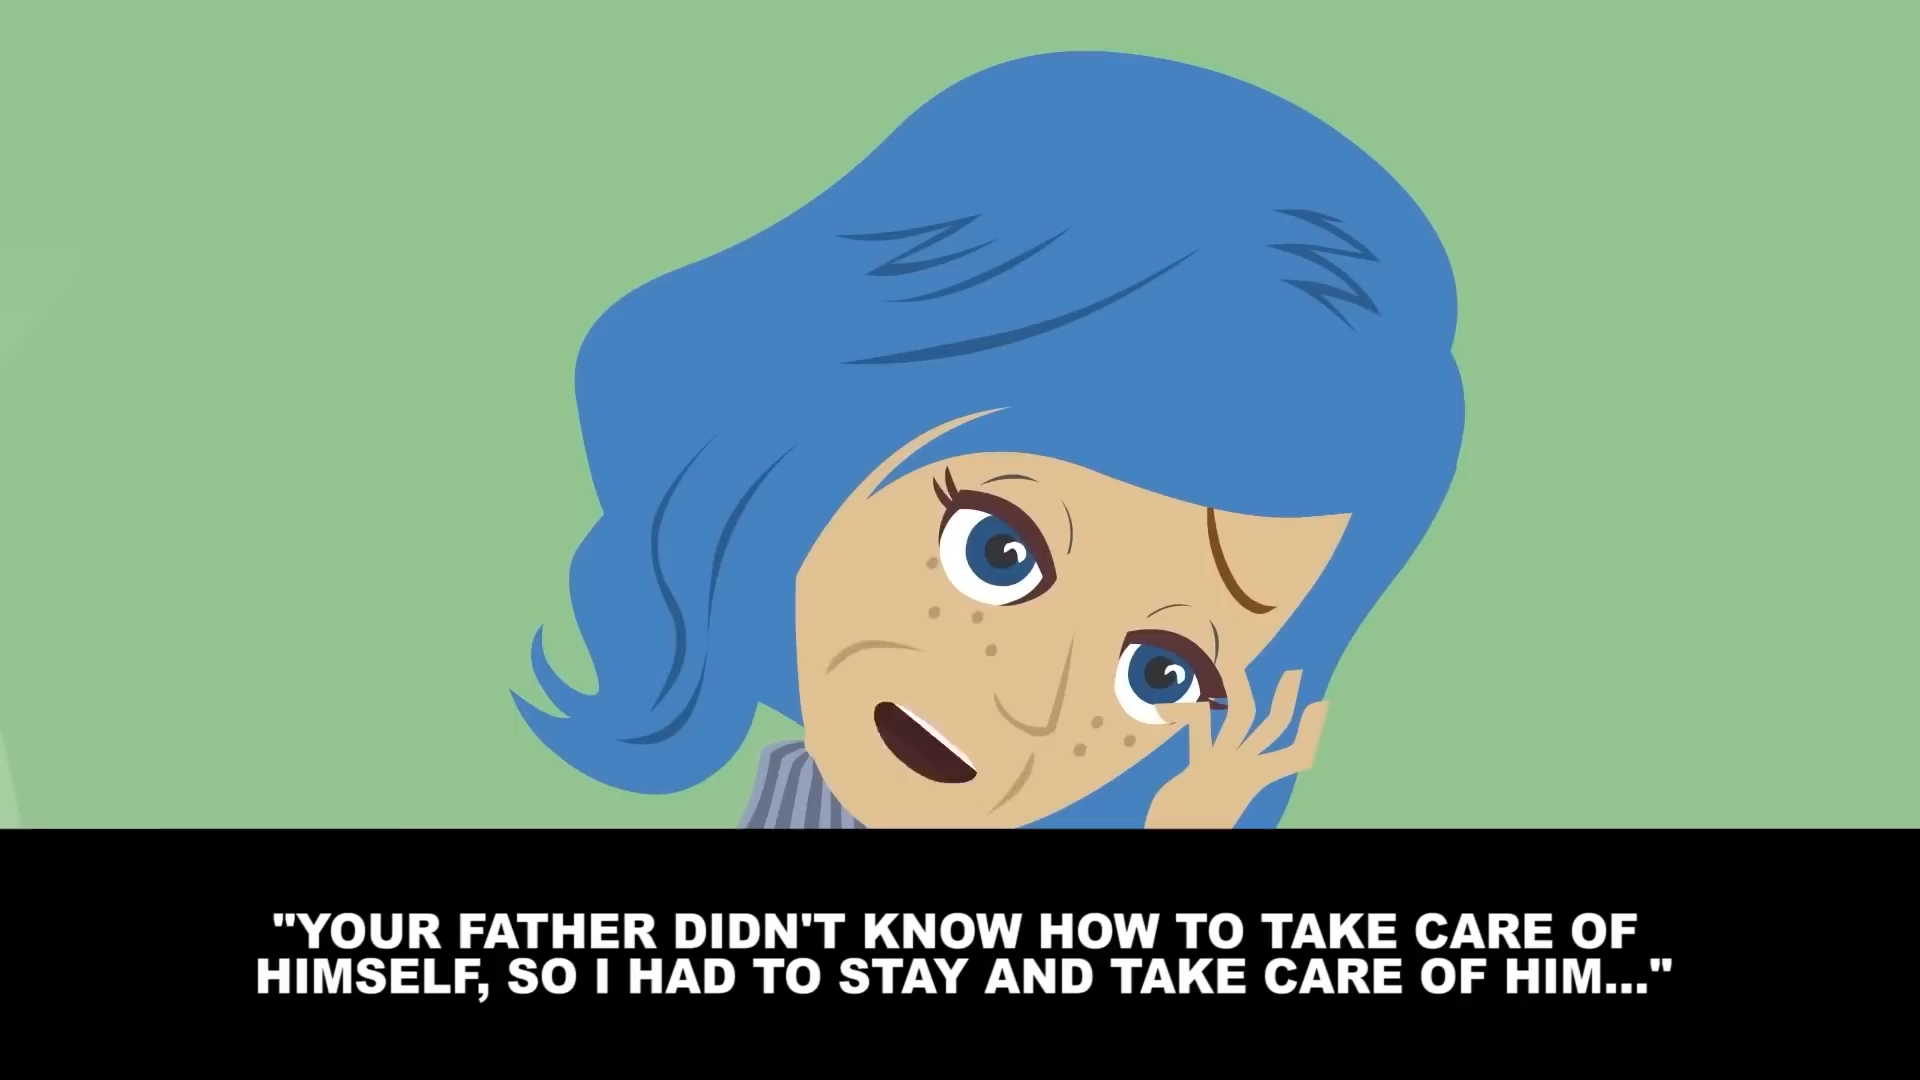 "YOUR FATHER DIDN'T KNOW HOW TO TAKE CARE OF
HIMSELF, SO I HAD TO STAY AND TAKE CARE OF HIM..."